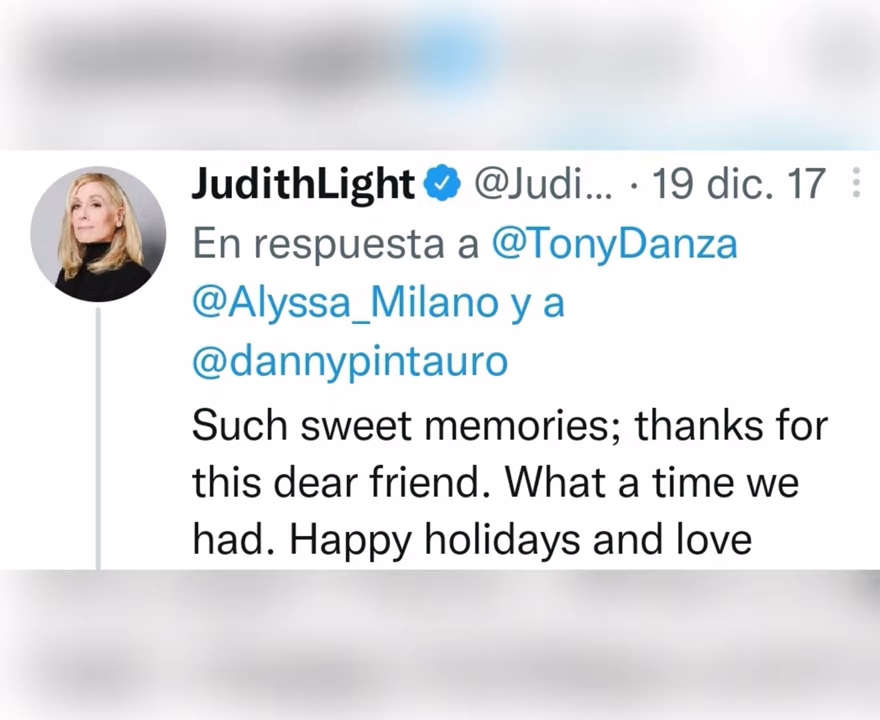 JudithLight @Judi... · 19 dic. 17
En respuesta a @TonyDanza
@Alyssa_Milano y a
@dannypintauro
Such sweet memories; thanks for
this dear friend. What a time we
had. Happy holidays and love